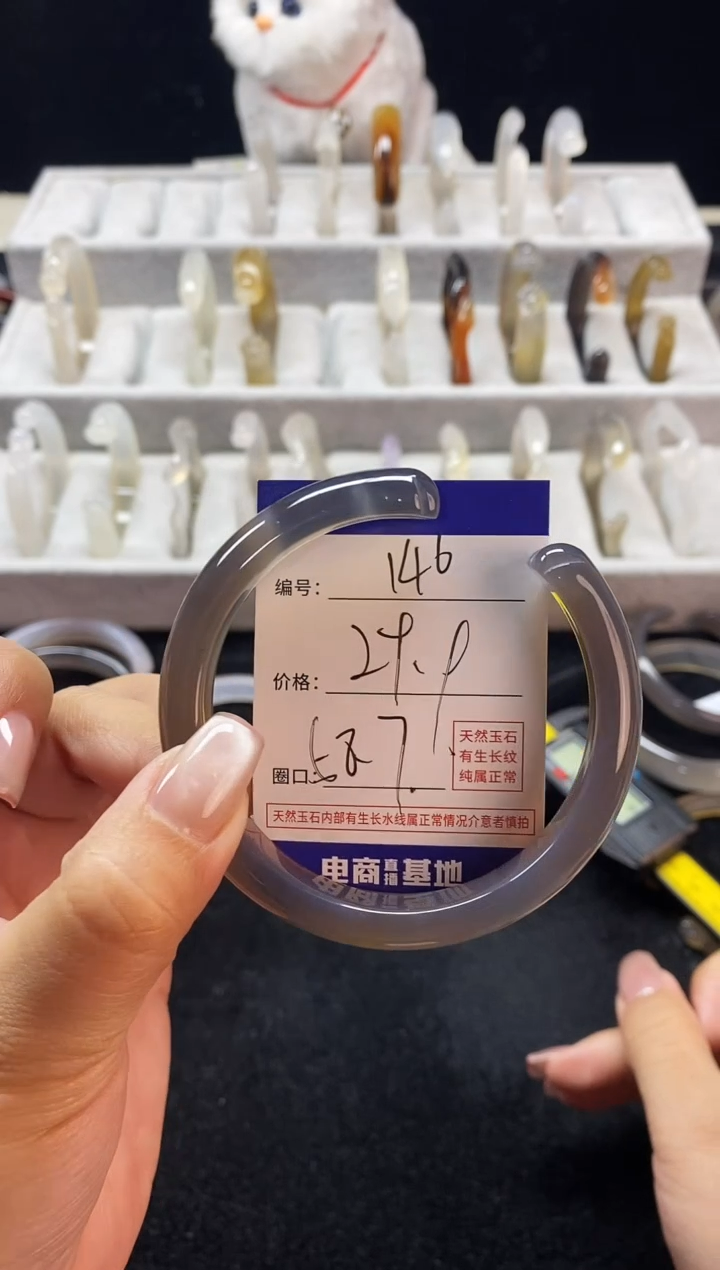 编号: 146
价格: 29.9
圈口: 587
天然玉石
有生长纹
纯属正常
天然玉石内部有生长水线属正常情况介意者慎拍
电商直播基地